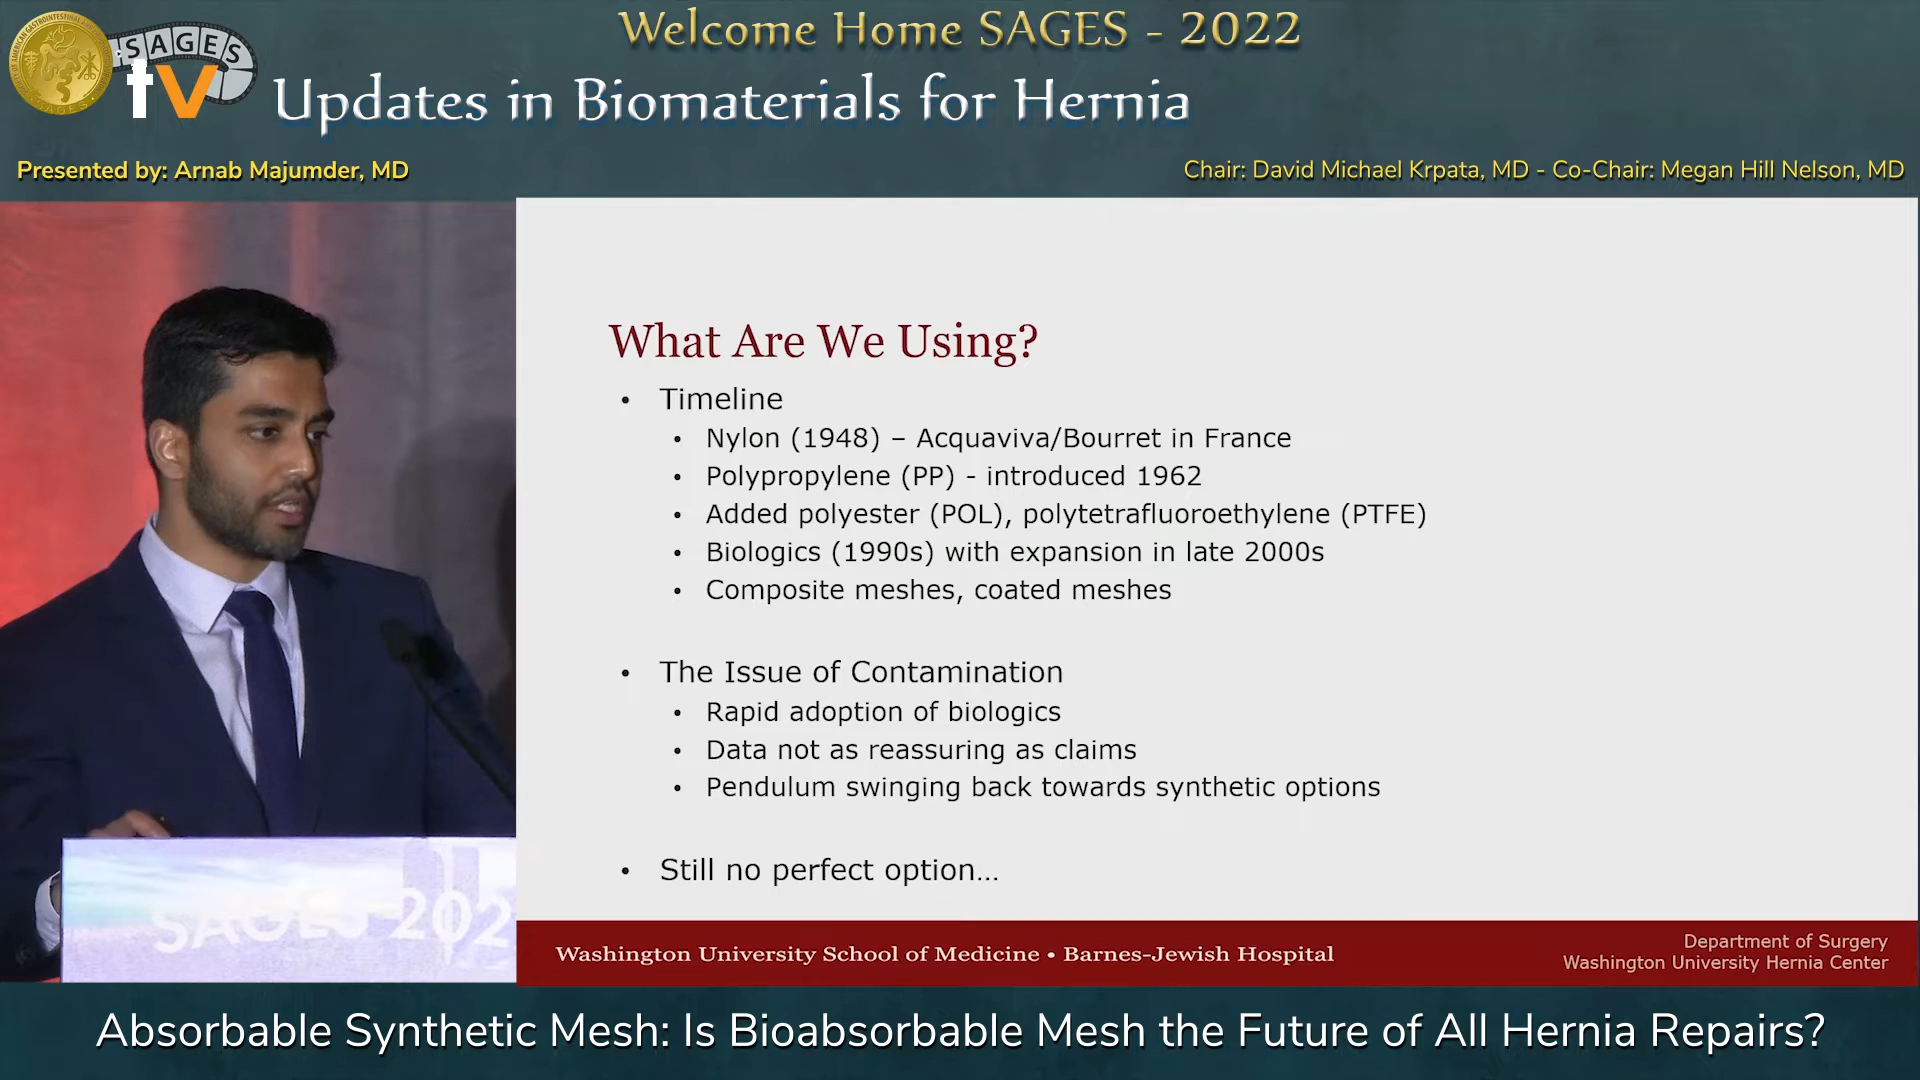 Welcome Home SAGES - 2022
SAGES
tv
Updates in Biomaterials for Hernia
Presented by: Arnab Majumder, MD
Chair: David Michael Krpata, MD - Co-Chair: Megan Hill Nelson, MD
What Are We Using?
• Timeline
• Nylon (1948) – Acquaviva/Bourret in France
• Polypropylene (PP) - introduced 1962
• Added polyester (POL), polytetrafluoroethylene (PTFE)
• Biologics (1990s) with expansion in late 2000s
• Composite meshes, coated meshes
• The Issue of Contamination
• Rapid adoption of biologics
• Data not as reassuring as claims
• Pendulum swinging back towards synthetic options
• Still no perfect option...
SAGES 202
Washington University School of Medicine • Barnes-Jewish Hospital
Department of Surgery
Washington University Hernia Center
Absorbable Synthetic Mesh: Is Bioabsorbable Mesh the Future of All Hernia Repairs?